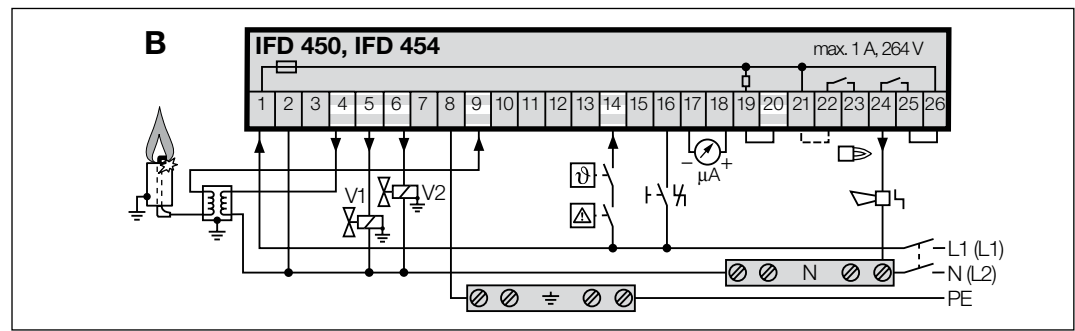 B
IFD 450, IFD 454
max. 1 A, 264 V
1 2 3 4 5 6 7 8 9 10 11 12 13 14 15 16 17 18 19 20 21 22 23 24 25 26
− +
µA
ϑ
V1
V2
L1 (L1)
N
N (L2)
PE